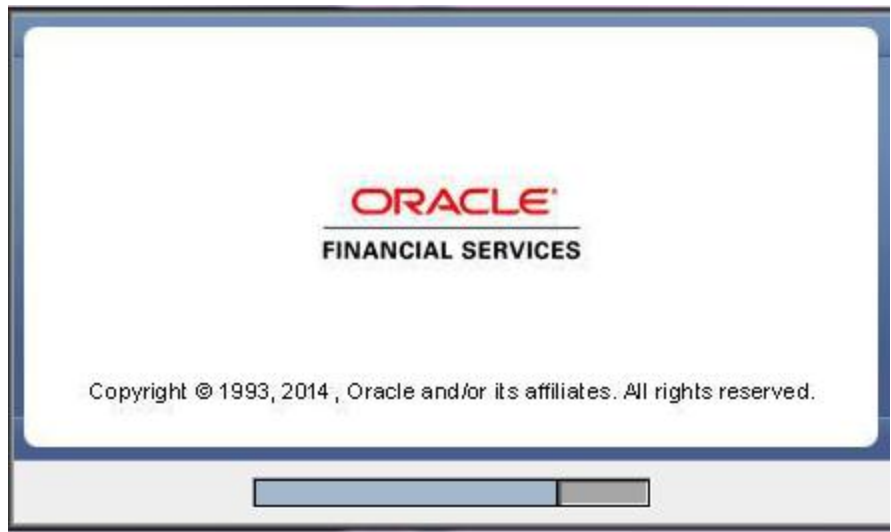 ORACLE®
FINANCIAL SERVICES
Copyright © 1993, 2014 , Oracle and/or its affiliates. All rights reserved.